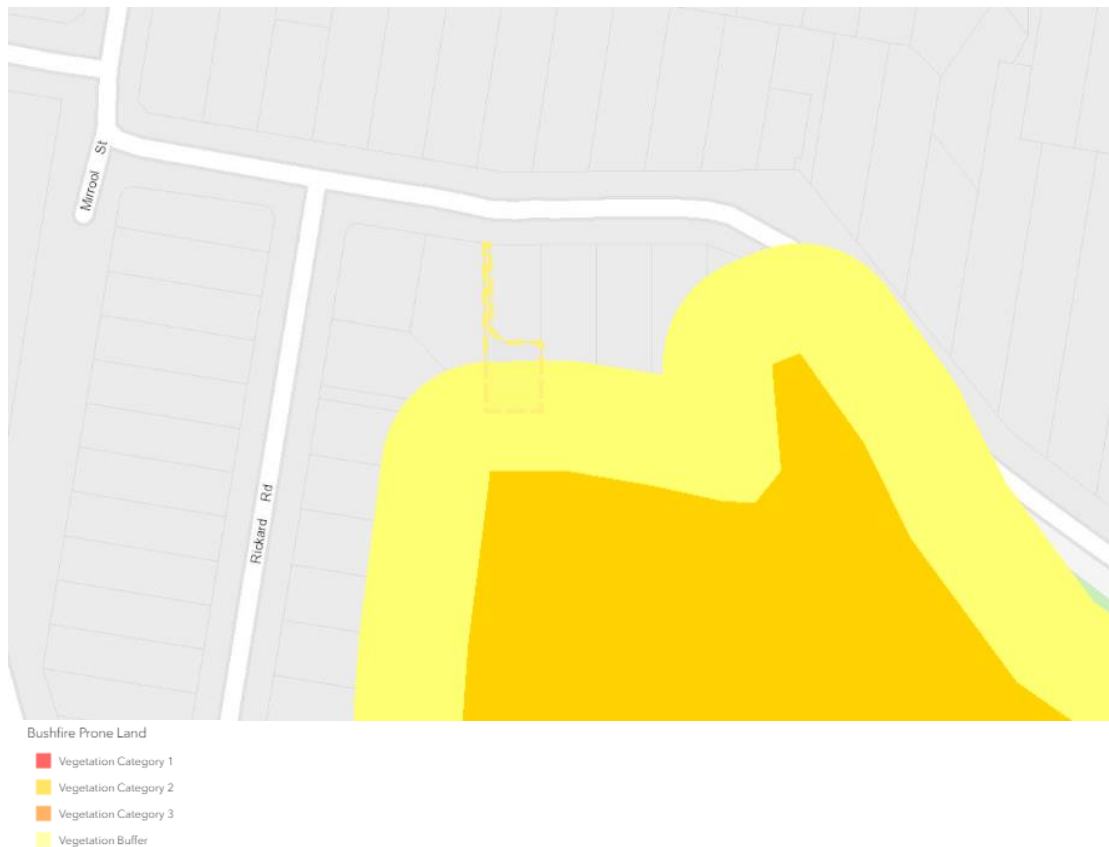 Mirrool St
Rickard Rd
Bushfire Prone Land
Vegetation Category 1
Vegetation Category 2
Vegetation Category 3
Vegetation Buffer